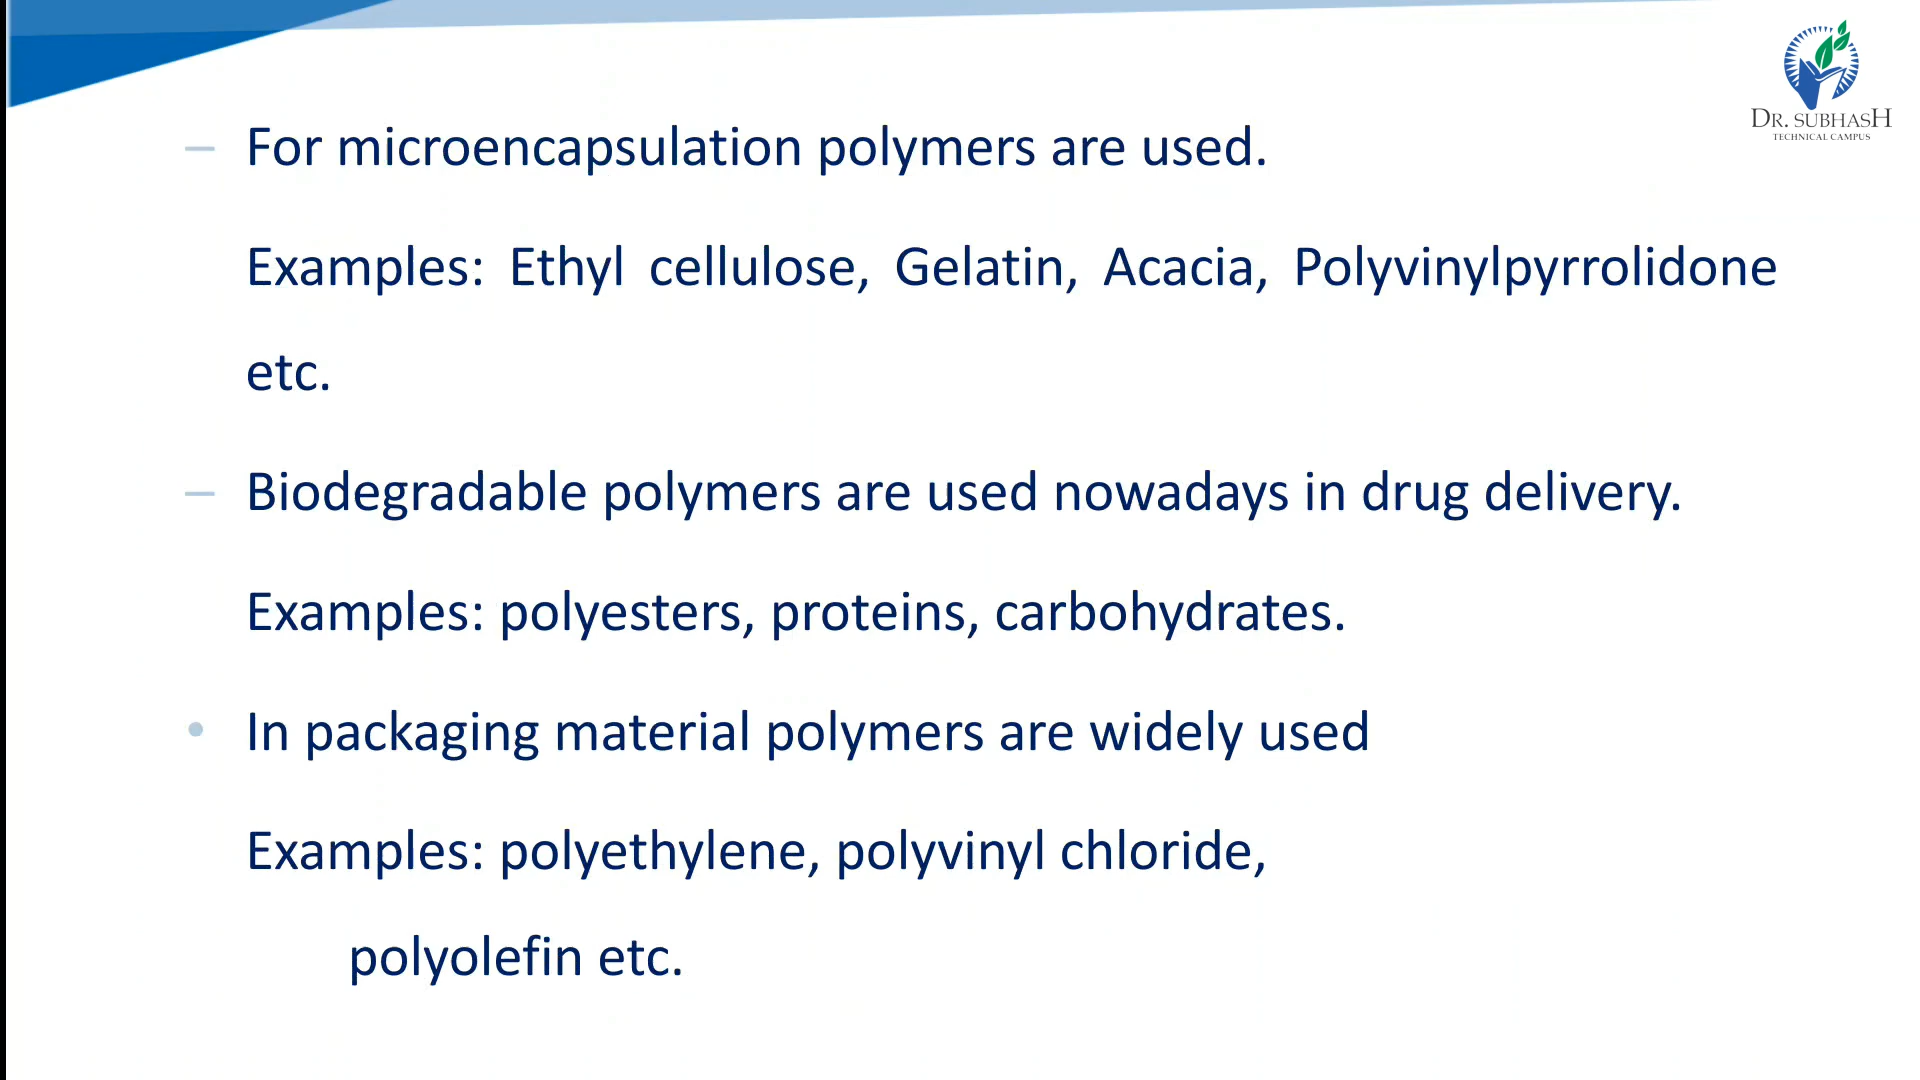 DR. SUBHASH
TECHNICAL CAMPUS
– For microencapsulation polymers are used.
Examples: Ethyl cellulose, Gelatin, Acacia, Polyvinylpyrrolidone
etc.
– Biodegradable polymers are used nowadays in drug delivery.
Examples: polyesters, proteins, carbohydrates.
• In packaging material polymers are widely used
Examples: polyethylene, polyvinyl chloride,
polyolefin etc.